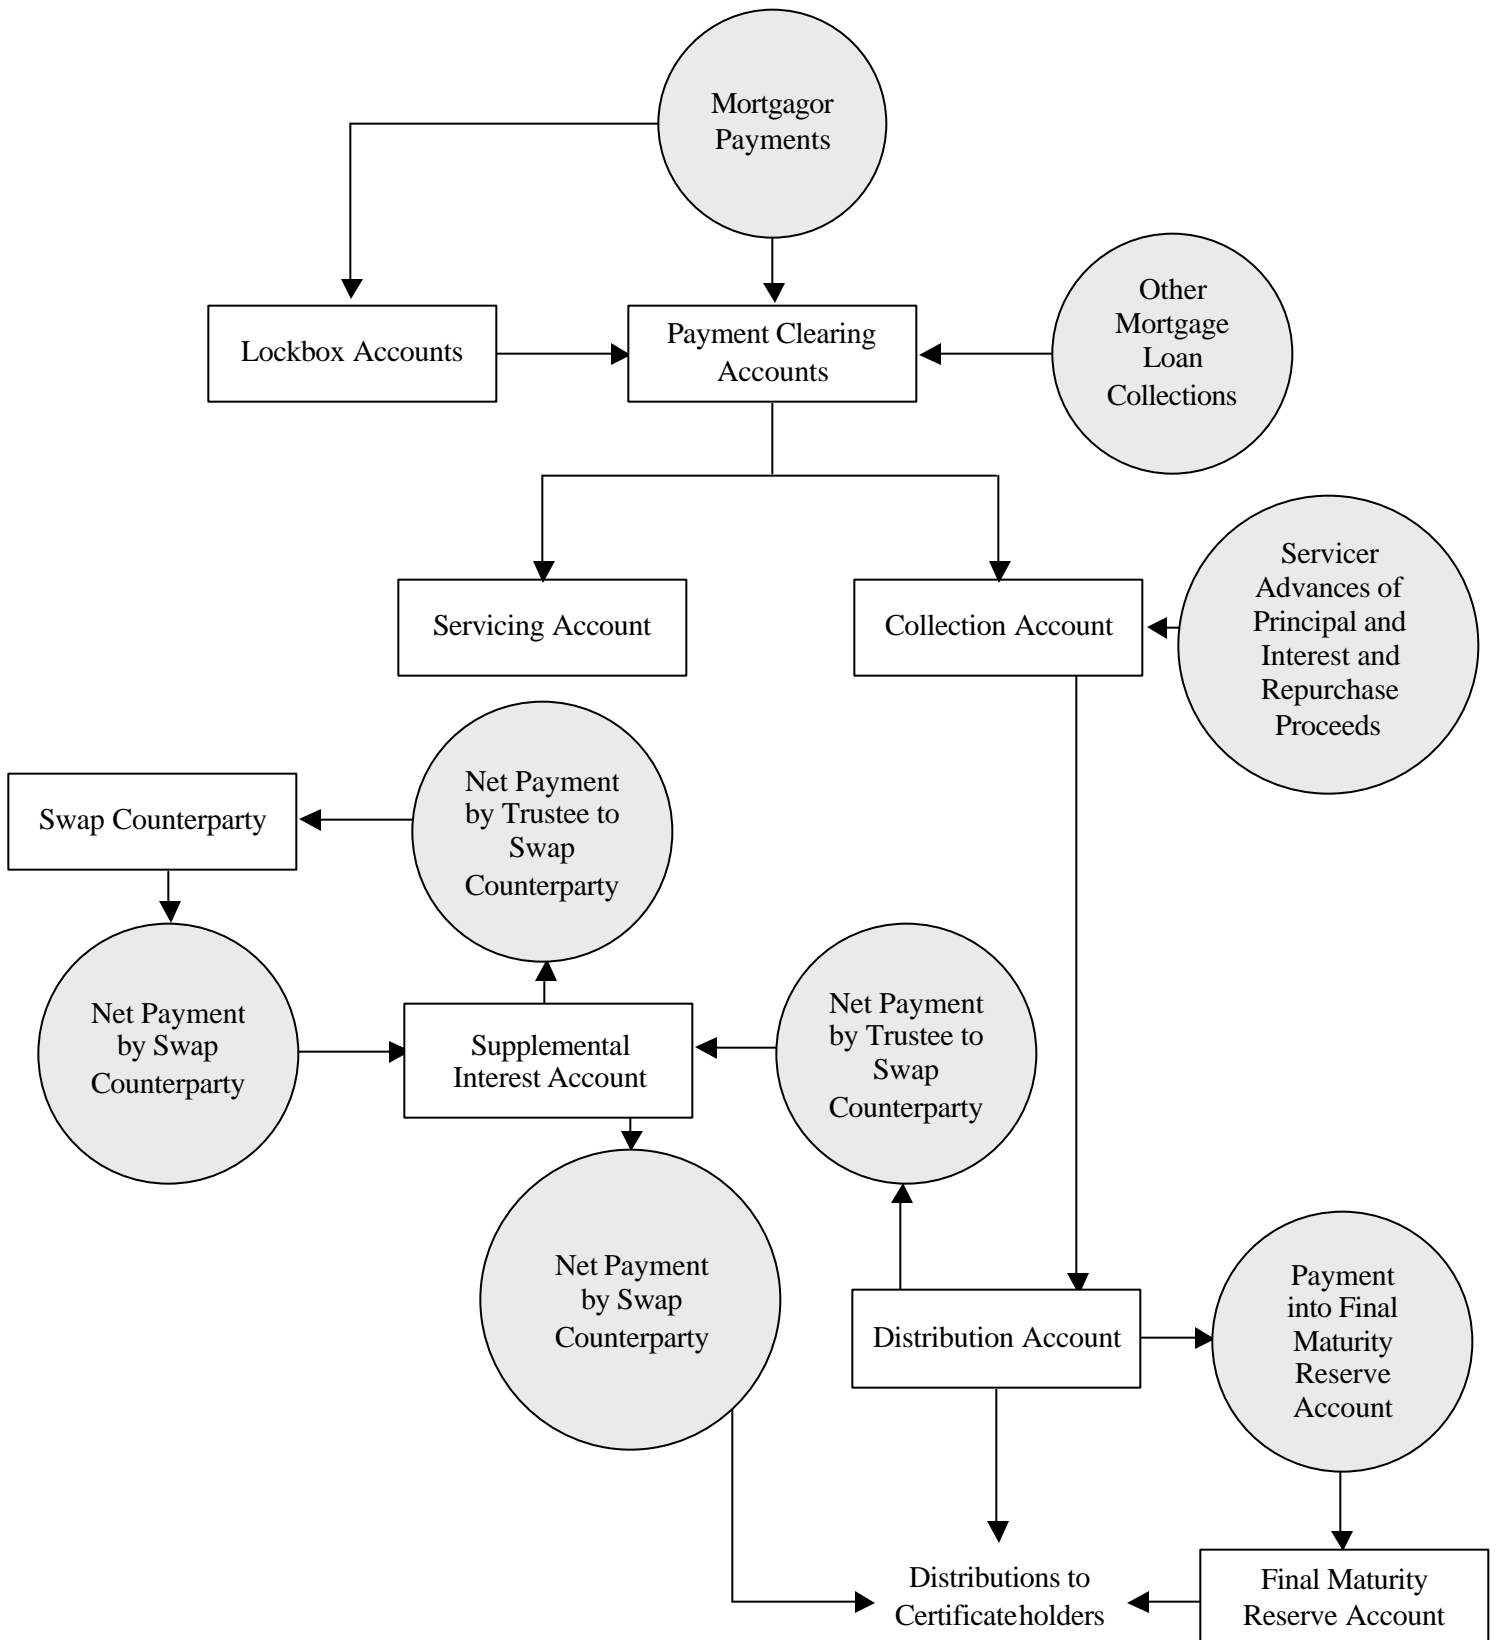 Mortgagor
Payments
Other
Mortgage
Loan
Collections
Lockbox Accounts
Payment Clearing
Accounts
Servicer
Advances of
Principal and
Interest and
Repurchase
Proceeds
Servicing Account
Collection Account
Swap Counterparty
Net Payment
by Trustee to
Swap
Counterparty
Net Payment
by Swap
Counterparty
Supplemental
Interest Account
Net Payment
by Trustee to
Swap
Counterparty
Net Payment
by Swap
Counterparty
Distribution Account
Payment
into Final
Maturity
Reserve
Account
Distributions to
Certificateholders
Final Maturity
Reserve Account